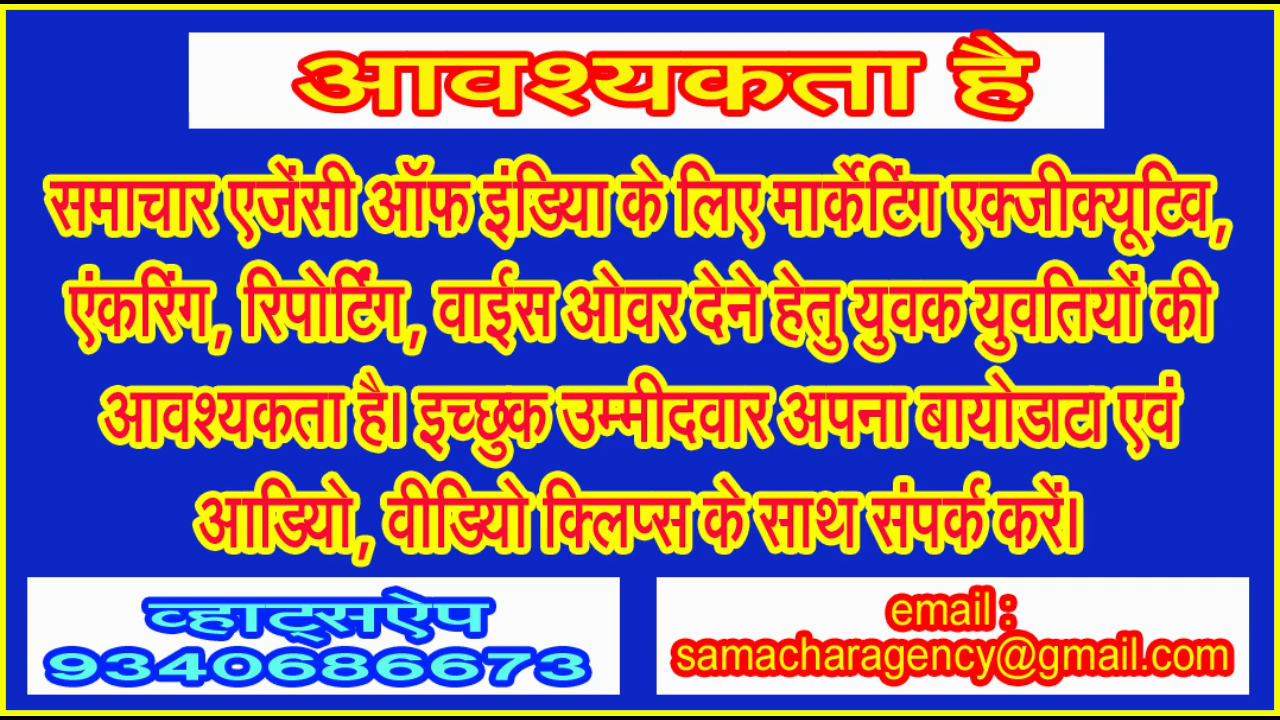 आवश्यकता है
समाचार एजेंसी ऑफ इंडिया के लिए मार्केटिंग एक्जीक्यूटिव,
एंकरिंग, रिपोर्टिंग, वाईस ओवर देने हेतु युवक युवतियों की
आवश्यकता है। इच्छुक उम्मीदवार अपना बायोडाटा एवं
आडियो, वीडियो क्लिप्स के साथ संपर्क करें।
व्हाट्सऐप
9340686673
email :
samacharagency@gmail.com